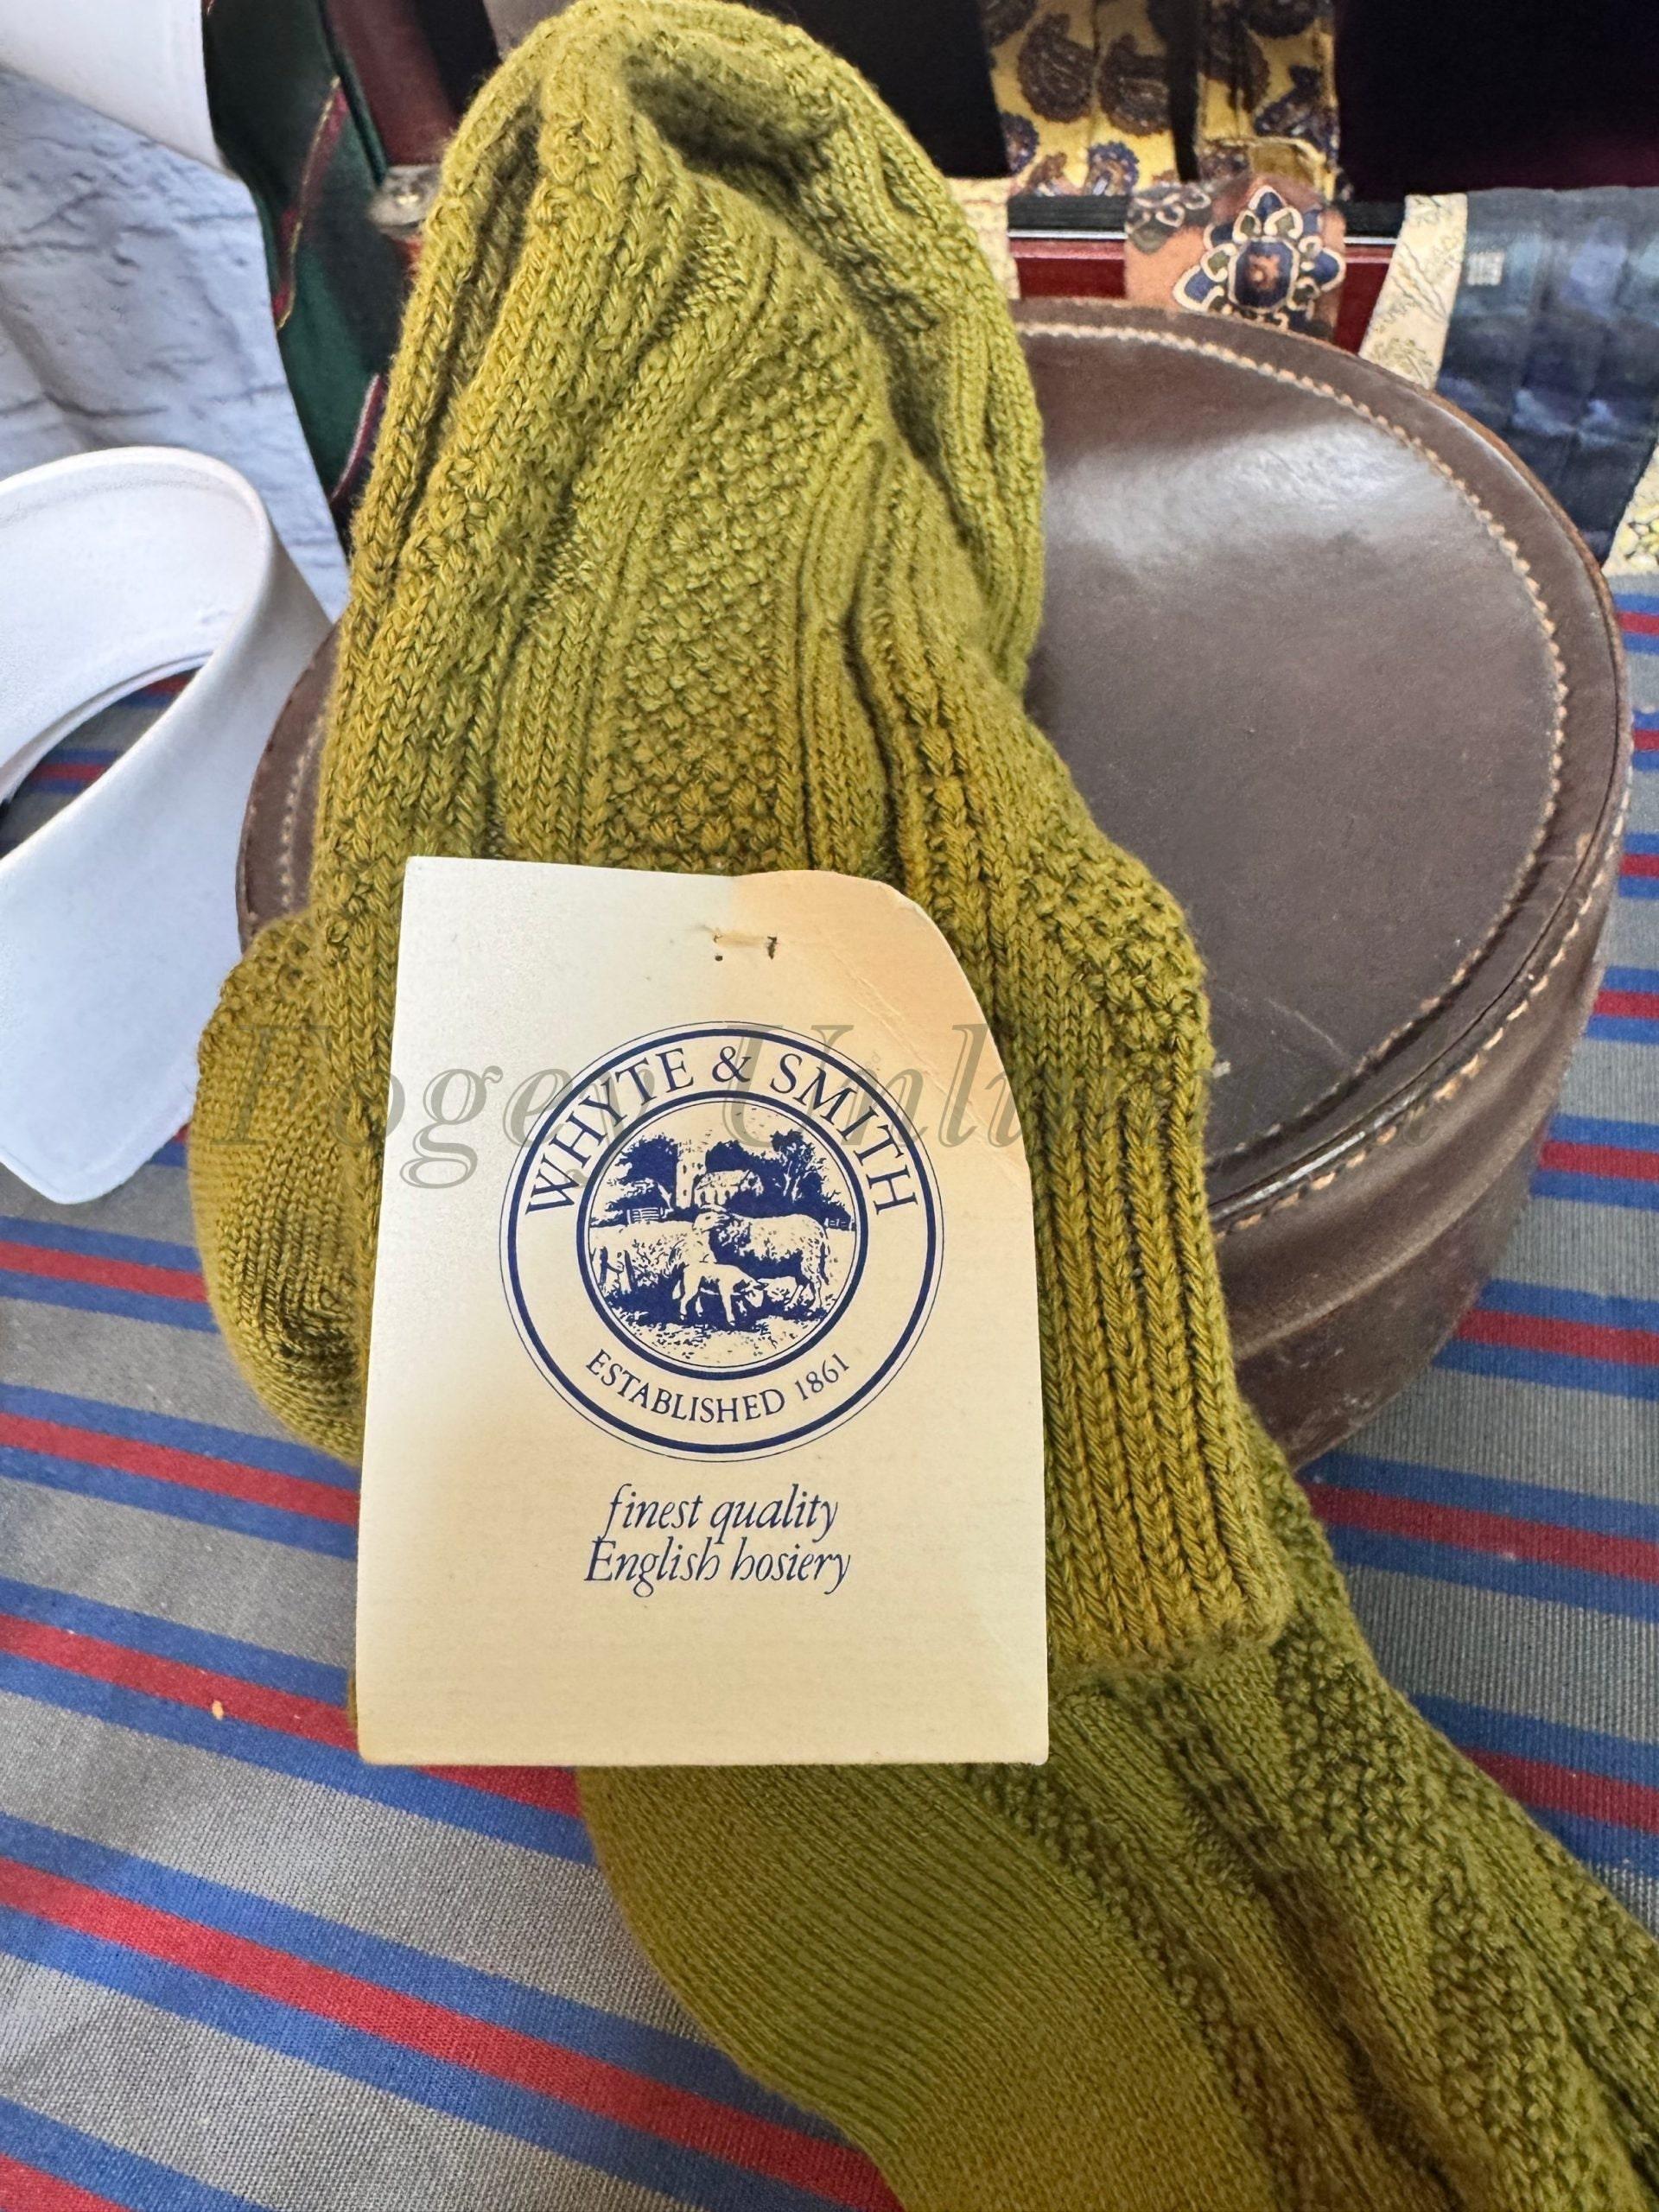 WHYTE & SMITH
ESTABLISHED 1861
finest quality
English hosiery